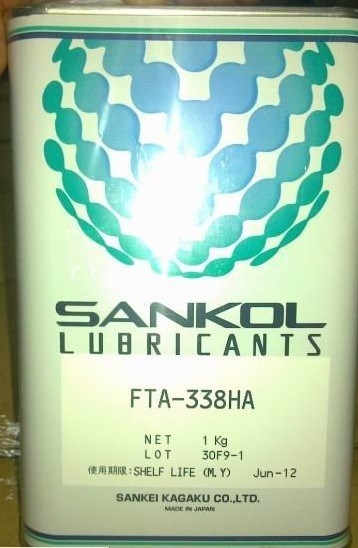 SANKOL
LUBRICANTS
FTA-338HA
NET 1 Kg
LOT 30F9-1
使用期限:SHELF LIFE (M.Y) Jun-12
SANKEI KAGAKU CO.,LTD.
MADE IN JAPAN